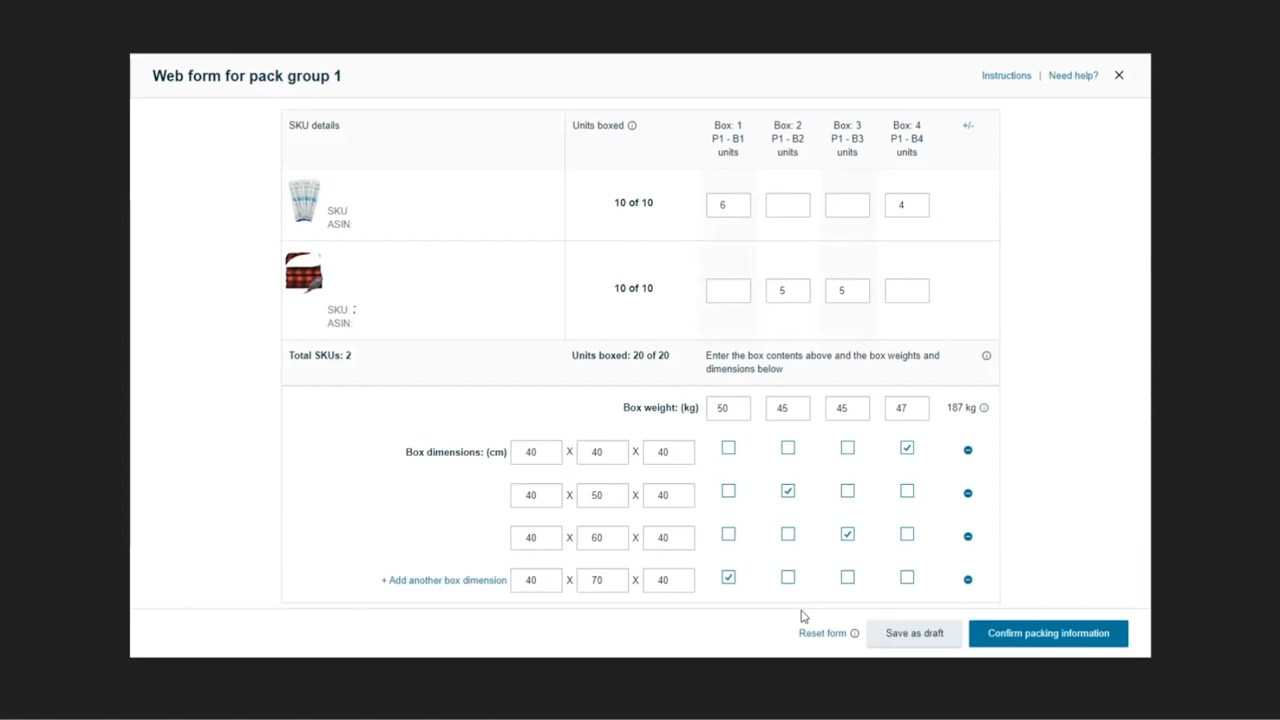 Web form for pack group 1
Instructions | Need help?
SKU details
Units boxed
Box: 1
P1 - B1
units
Box: 2
P1 - B2
units
Box: 3
P1 - B3
units
Box: 4
P1 - B4
units
+/-
SKU
ASIN:
10 of 10
6
4
SKU:
ASIN:
10 of 10
5
5
Total SKUs: 2
Units boxed: 20 of 20
Enter the box contents above and the box weights and
dimensions below
Box weight: (kg) 50 45 45 47 187 kg
Box dimensions: (cm) 40 X 40 X 40
40 X 50 X 40
40 X 60 X 40
+ Add another box dimension 40 X 70 X 40
Reset form
Save as draft
Confirm packing information